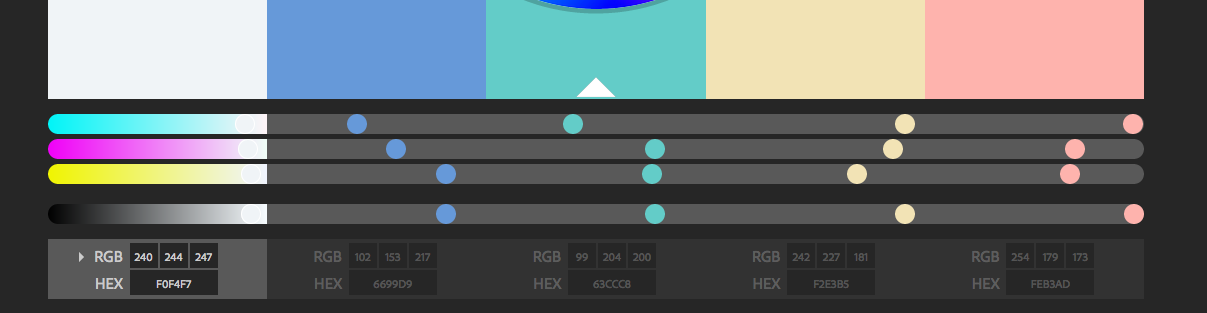 RGB 240 244 247 RGB 102 153 217 RGB 99 204 200 RGB 242 227 181 RGB 254 179 173
HEX F0F4F7 HEX 6699D9 HEX 63CCC8 HEX F2E3B5 HEX FEB3AD